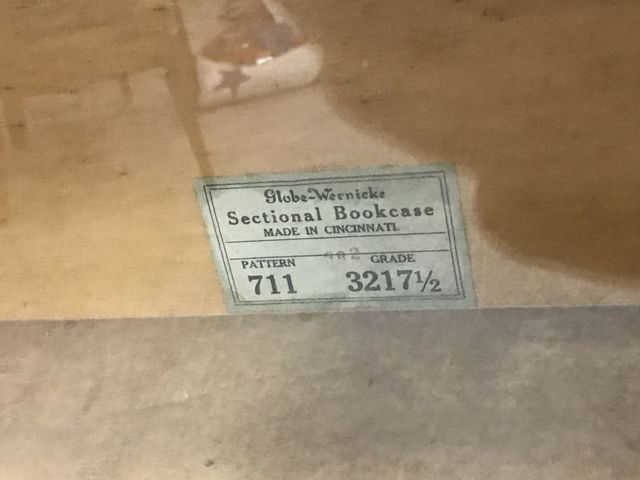 Globe-Wernicke
Sectional Bookcase
MADE IN CINCINNATI.
PATTERN GRADE
711 3217½